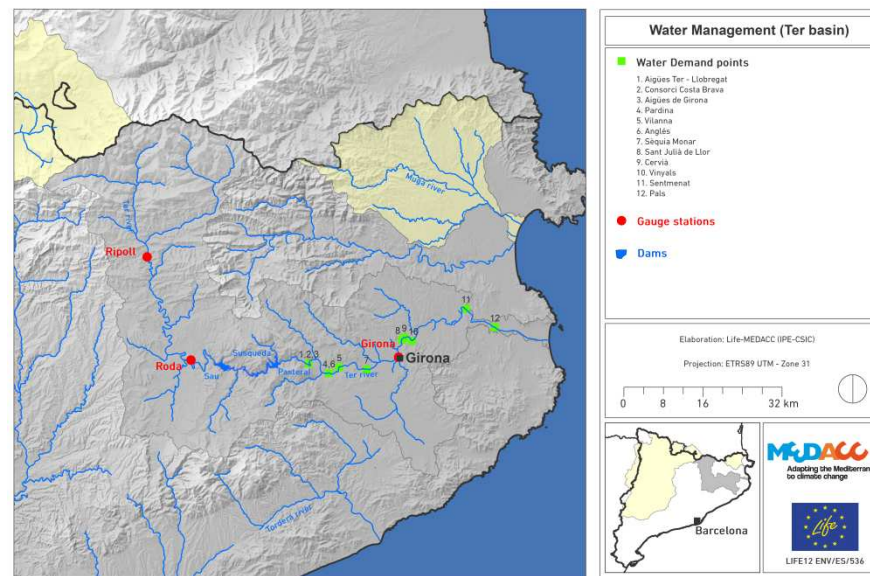 Water Management (Ter basin)
Water Demand points
1. Aigües Ter - Llobregat
2. Consorci Costa Brava
3. Aigües de Girona
4. Pardina
5. Vilanna
6. Anglès
7. Sèquia Monar
8. Sant Julià de Llor
9. Cervià
10. Vinyals
11. Sentmenat
12. Pals
Gauge stations
Dams
Elaboration: Life-MEDACC (IPE-CSIC)
Projection: ETRS89 UTM - Zone 31
0 8 16 32 km
Barcelona
MEDACC
Adapting the Mediterranean
to climate change
Life
LIFE12 ENV/ES/536
Muga river
Ter river
Ripoll
11
12
8 9 10
Girona
Girona
1 2 3
4,6 5
7
Roda
Sau
Susqueda
Pasteral
Ter river
Tordera river